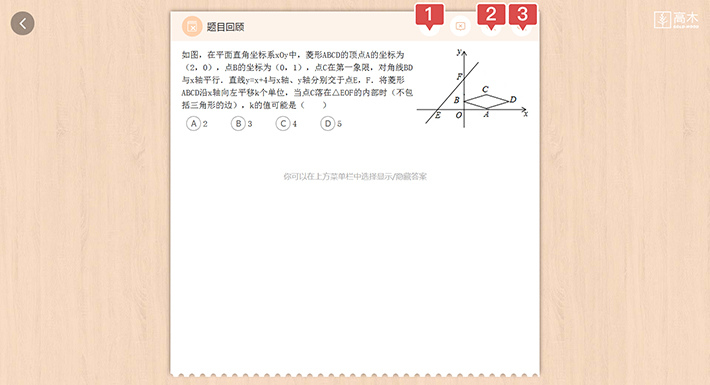 1
2
3
高木
题目回顾
如图，在平面直角坐标系xOy中，菱形ABCD的顶点A的坐标为
（2，0），点B的坐标为（0，1），点C在第一象限，对角线BD
与x轴平行．直线y=x+4与x轴、y轴分别交于点E，F．将菱形
ABCD沿x轴向左平移k个单位，当点C落在△EOF的内部时（不包
括三角形的边），k的值可能是（　　）
A 2 B 3 C 4 D 5
y
F
C
B D
E O A x
你可以在上方菜单栏中选择显示/隐藏答案